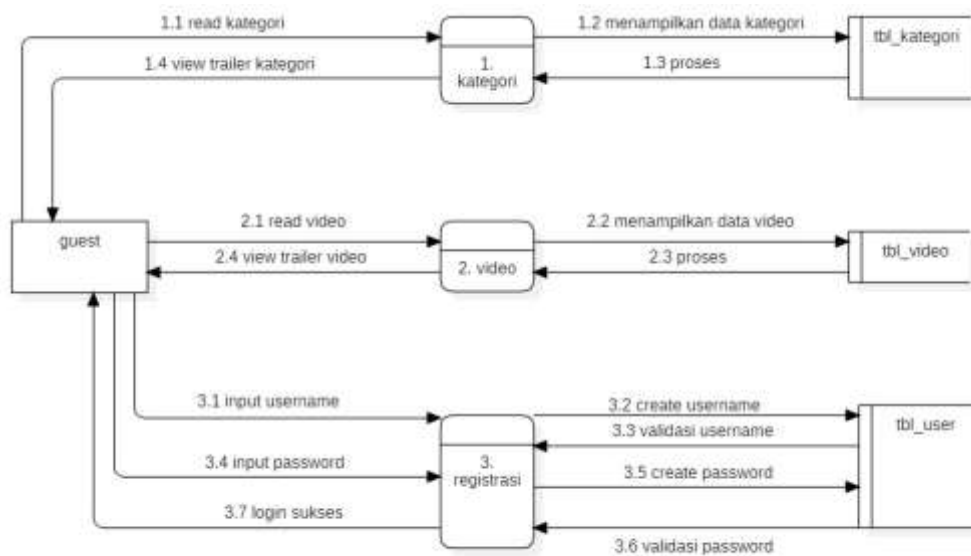 1.1 read kategori
1.2 menampilkan data kategori
tbl_kategori
1.4 view trailer kategori
1.
kategori
1.3 proses
guest
2.1 read video
2.2 menampilkan data video
2.4 view trailer video
2. video
2.3 proses
tbl_video
3.1 input username
3.2 create username
tbl_user
3.3 validasi username
3.4 input password
3.
registrasi
3.5 create password
3.7 login sukses
3.6 validasi password